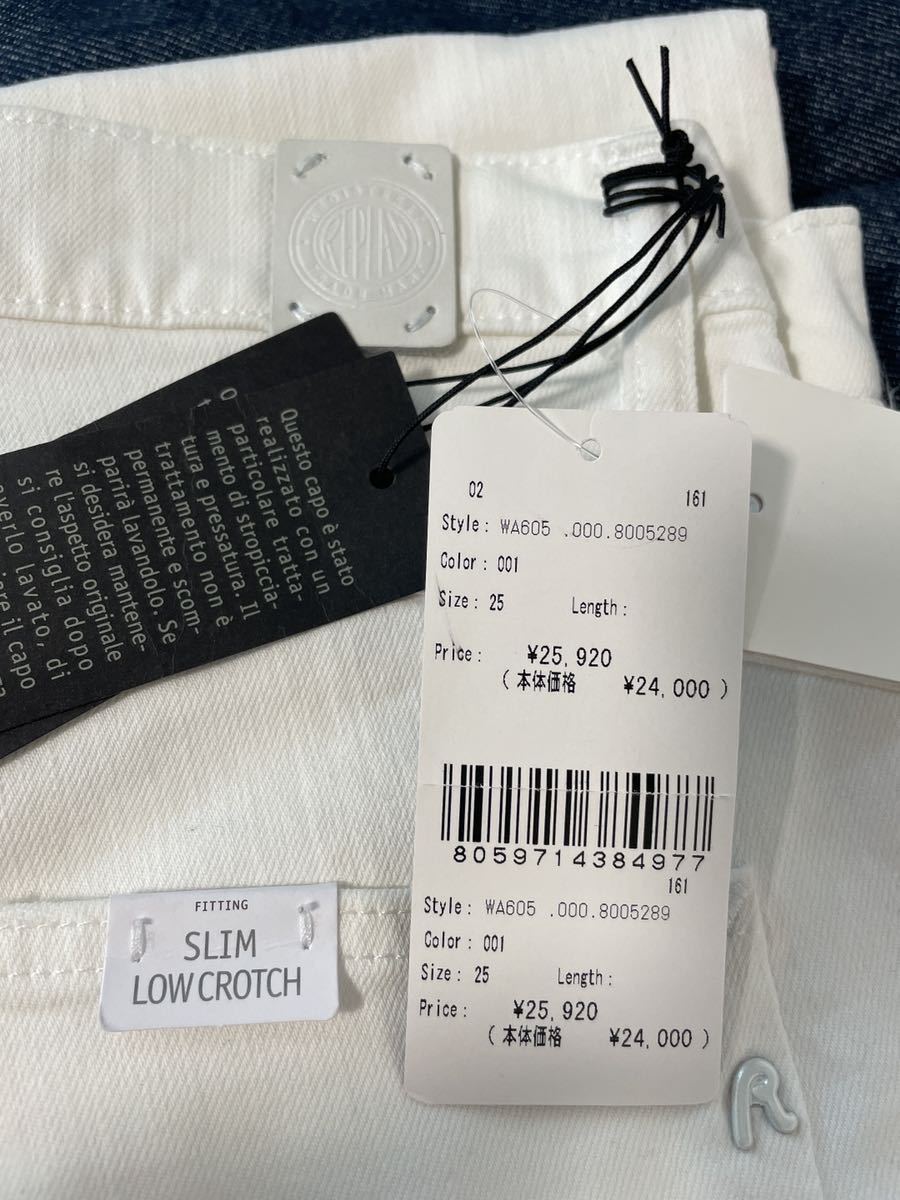 REPLAY
Questo capo è stato
realizzato con un
particolare tratta-
mento di stropiccia-
tura e pressatura. Il
trattamento non è
permanente e scom-
parirà lavandolo. Se
si desidera mantene-
re l'aspetto originale
si consiglia dopo
averlo lavato, di
il capo
02
161
Style: WA605 .000.8005289
Color: 001
Size: 25 Length:
Price: ¥25,920
(本体価格 ¥24,000)
8059714384977
161
Style: WA605 .000.8005289
Color: 001
Size: 25 Length:
Price: ¥25,920
(本体価格 ¥24,000)
FITTING
SLIM
LOW CROTCH
R